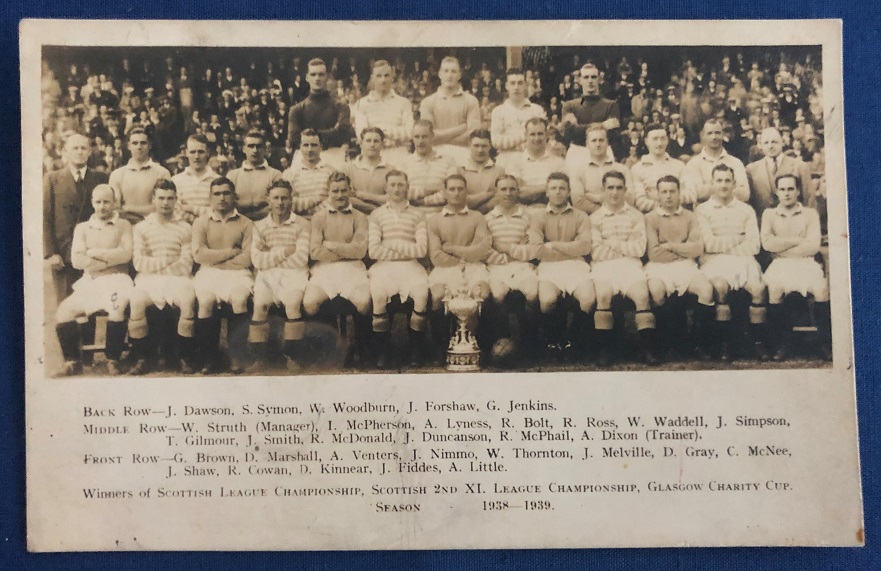 Back Row—J. Dawson, S. Symon, W. Woodburn, J. Forshaw, G. Jenkins.
Middle Row—W. Struth (Manager), I. McPherson, A. Lyness, R. Bolt, R. Ross, W. Waddell, J. Simpson,
T. Gilmour, J. Smith, R. McDonald, J. Duncanson, R. McPhail, A. Dixon (Trainer).
Front Row—G. Brown, D. Marshall, A. Venters, J. Nimmo, W. Thornton, J. Melville, D. Gray, C. McNee,
J. Shaw, R. Cowan, D. Kinnear, J. Fiddes, A. Little.
Winners of Scottish League Championship, Scottish 2nd XI. League Championship, Glasgow Charity Cup.
Season 1938—1939.